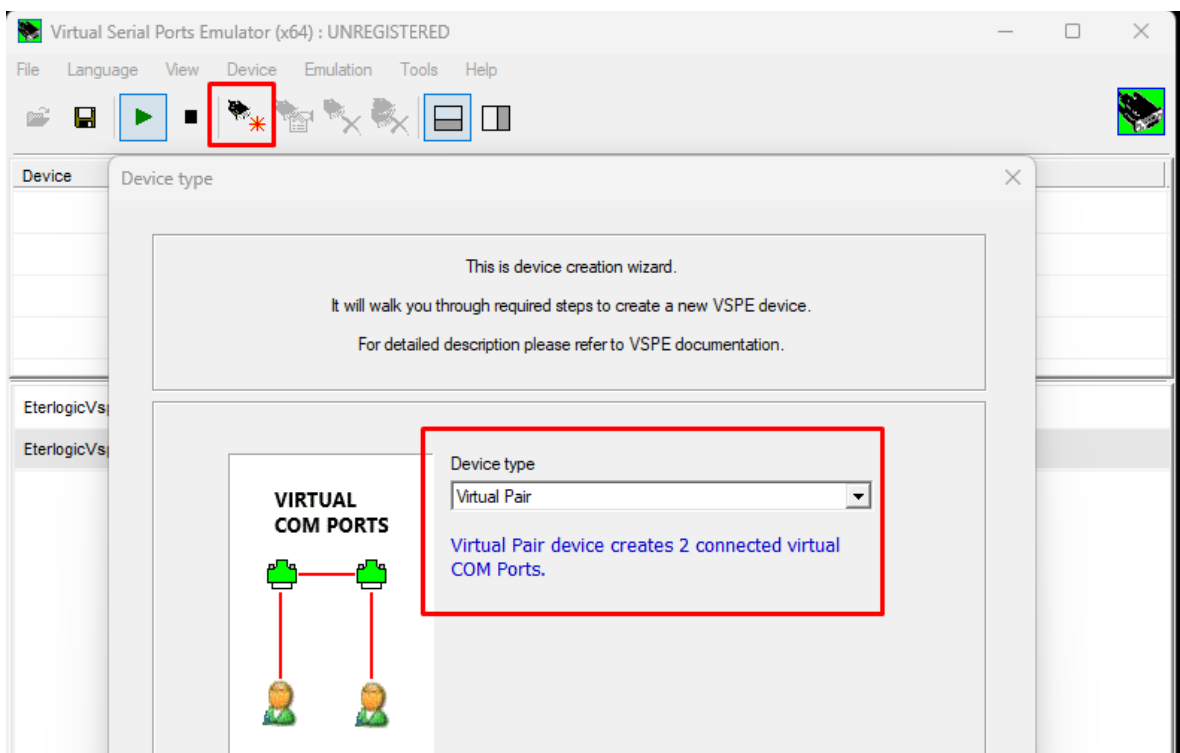 Virtual Serial Ports Emulator (x64) : UNREGISTERED
File Language View Device Emulation Tools Help
Device
Device type
This is device creation wizard.
It will walk you through required steps to create a new VSPE device.
For detailed description please refer to VSPE documentation.
EterlogicVsp
EterlogicVsp
Device type
VIRTUAL
COM PORTS
Virtual Pair
Virtual Pair device creates 2 connected virtual
COM Ports.